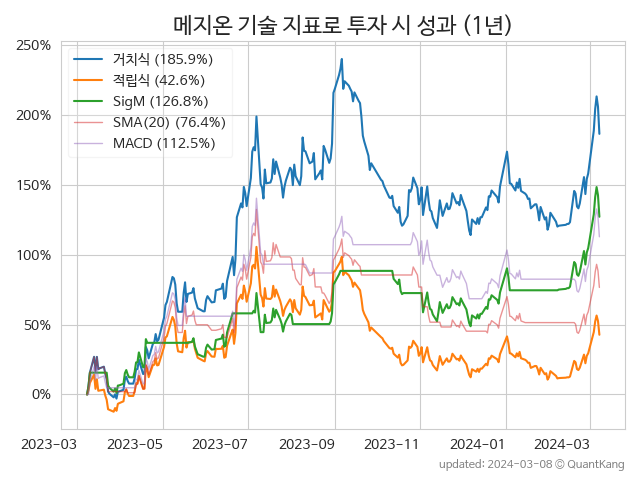 메지온 기술 지표로 투자 시 성과 (1년)
250%
200%
150%
100%
50%
0%
거치식 (185.9%)
적립식 (42.6%)
SigM (126.8%)
SMA(20) (76.4%)
MACD (112.5%)
2023-03 2023-05 2023-07 2023-09 2023-11 2024-01 2024-03
updated: 2024-03-08 © QuantKang